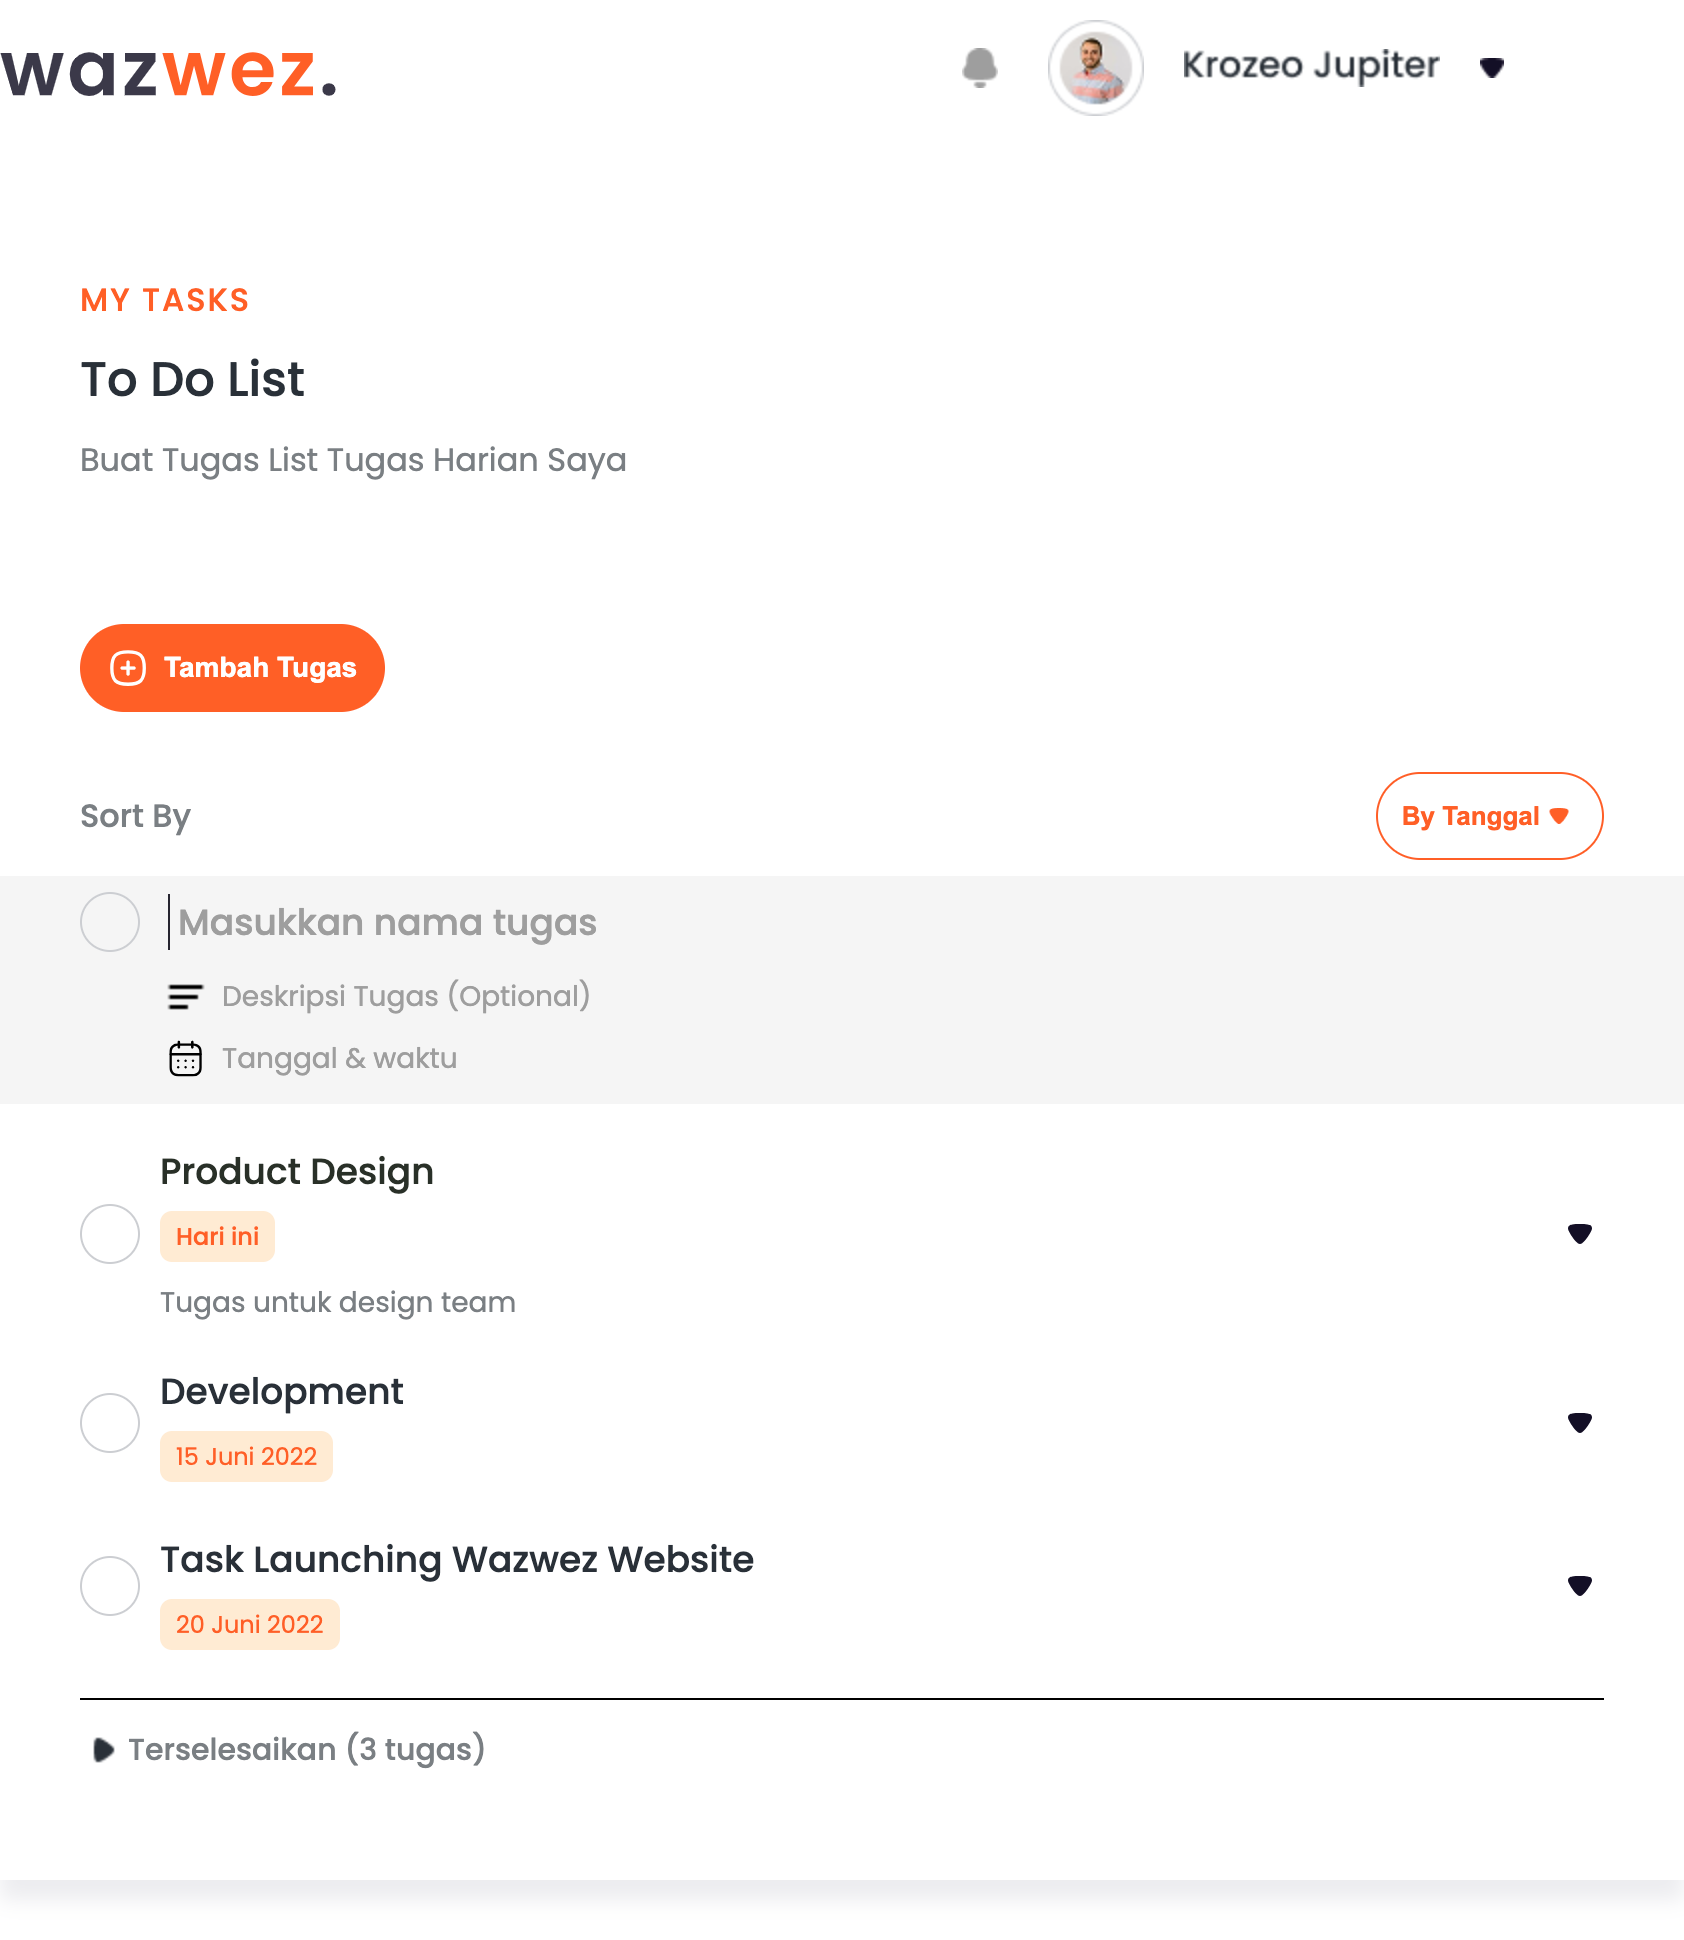 wazwez.
Krozeo Jupiter
MY TASKS
To Do List
Buat Tugas List Tugas Harian Saya
Tambah Tugas
Sort By
By Tanggal
Masukkan nama tugas
Deskripsi Tugas (Optional)
Tanggal & waktu
Product Design
Hari ini
Tugas untuk design team
Development
15 Juni 2022
Task Launching Wazwez Website
20 Juni 2022
Terselesaikan (3 tugas)